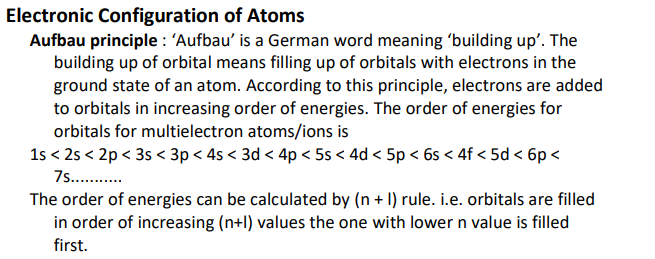 Electronic Configuration of Atoms
Aufbau principle : ‘Aufbau’ is a German word meaning ‘building up’. The
building up of orbital means filling up of orbitals with electrons in the
ground state of an atom. According to this principle, electrons are added
to orbitals in increasing order of energies. The order of energies for
orbitals for multielectron atoms/ions is
1s < 2s < 2p < 3s < 3p < 4s < 3d < 4p < 5s < 4d < 5p < 6s < 4f < 5d < 6p <
7s...........
The order of energies can be calculated by (n + l) rule. i.e. orbitals are filled
in order of increasing (n+l) values the one with lower n value is filled
first.